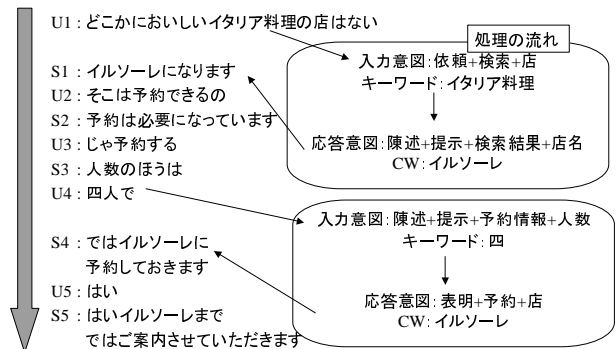 U1 : どこかにおいしいイタリア料理の店はない
S1 : イルソーレになります
U2 : そこは予約できるの
S2 : 予約は必要になっています
U3 : じゃ予約する
S3 : 人数のほうは
U4 : 四人で
S4 : ではイルソーレに
予約しておきます
U5 : はい
S5 : はいイルソーレまで
ではご案内させていただきます
処理の流れ
入力意図:依頼+検索+店
キーワード:イタリア料理
応答意図:陳述+提示+検索結果+店名
CW:イルソーレ
入力意図:陳述+提示+予約情報+人数
キーワード:四
応答意図:表明+予約+店
CW:イルソーレ